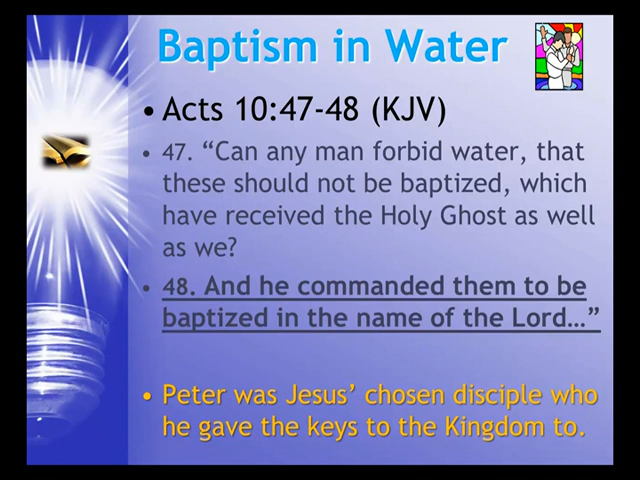 Baptism in Water
• Acts 10:47-48 (KJV)
• 47. “Can any man forbid water, that
these should not be baptized, which
have received the Holy Ghost as well
as we?
• 48. And he commanded them to be
baptized in the name of the Lord…”
• Peter was Jesus’ chosen disciple who
he gave the keys to the Kingdom to.